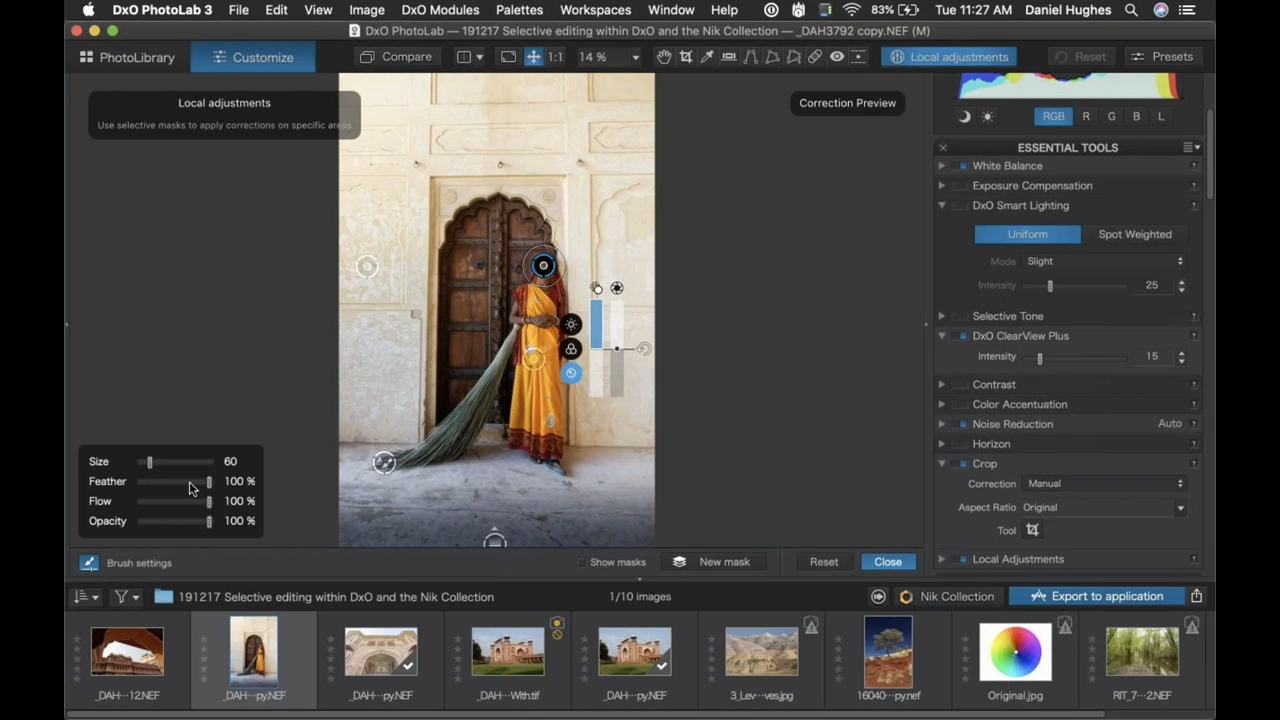 DxO PhotoLab 3 File Edit View Image DxO Modules Palettes Workspaces Window Help 83% Tue 11:27 AM Daniel Hughes
DxO PhotoLab — 191217 Selective editing within DxO and the Nik Collection — _DAH3792 copy.NEF (M)
PhotoLibrary Customize Compare 1:1 14 % Local adjustments Reset Presets
Local adjustments
Use selective masks to apply corrections on specific areas
Correction Preview
RGB R G B L
ESSENTIAL TOOLS
White Balance ?
Exposure Compensation ?
DxO Smart Lighting ?
Uniform Spot Weighted
Mode Slight
Intensity 25
Selective Tone ?
DxO ClearView Plus ?
Intensity 15
Contrast ?
Color Accentuation ?
Noise Reduction Auto ?
Horizon ?
Crop ?
Correction Manual
Aspect Ratio Original
Tool
Local Adjustments ?
Size 60
Feather 100 %
Flow 100 %
Opacity 100 %
Brush settings Show masks New mask Reset Close
191217 Selective editing within DxO and the Nik Collection 1/10 images Nik Collection Export to application
_DAH···12.NEF _DAH···py.NEF _DAH···py.NEF _DAH···With.tif _DAH···py.NEF 3_Lev···ves.jpg 16040···py.nef Original.jpg RIT_7···2.NEF